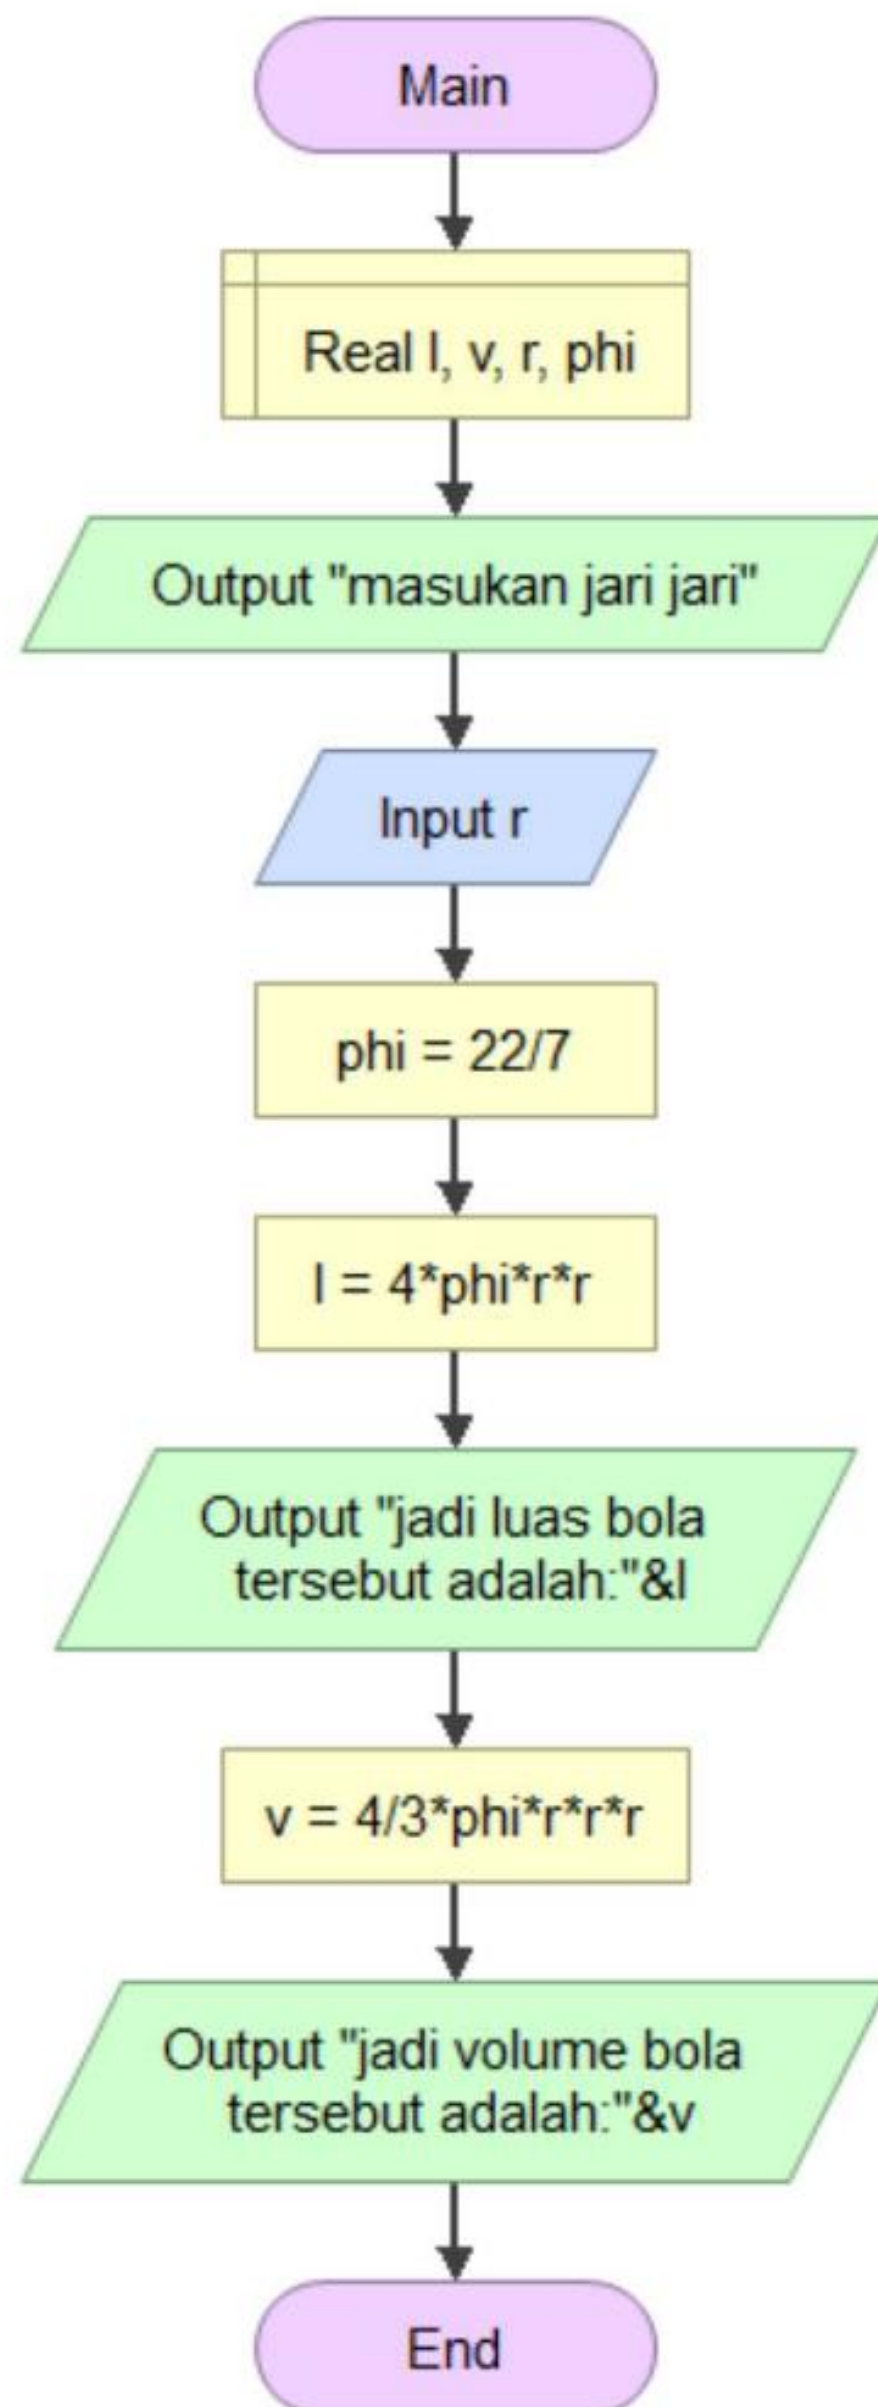 Main
Real l, v, r, phi
Output "masukan jari jari"
Input r
phi = 22/7
l = 4*phi*r*r
Output "jadi luas bola
tersebut adalah:"&l
v = 4/3*phi*r*r*r
Output "jadi volume bola
tersebut adalah:"&v
End